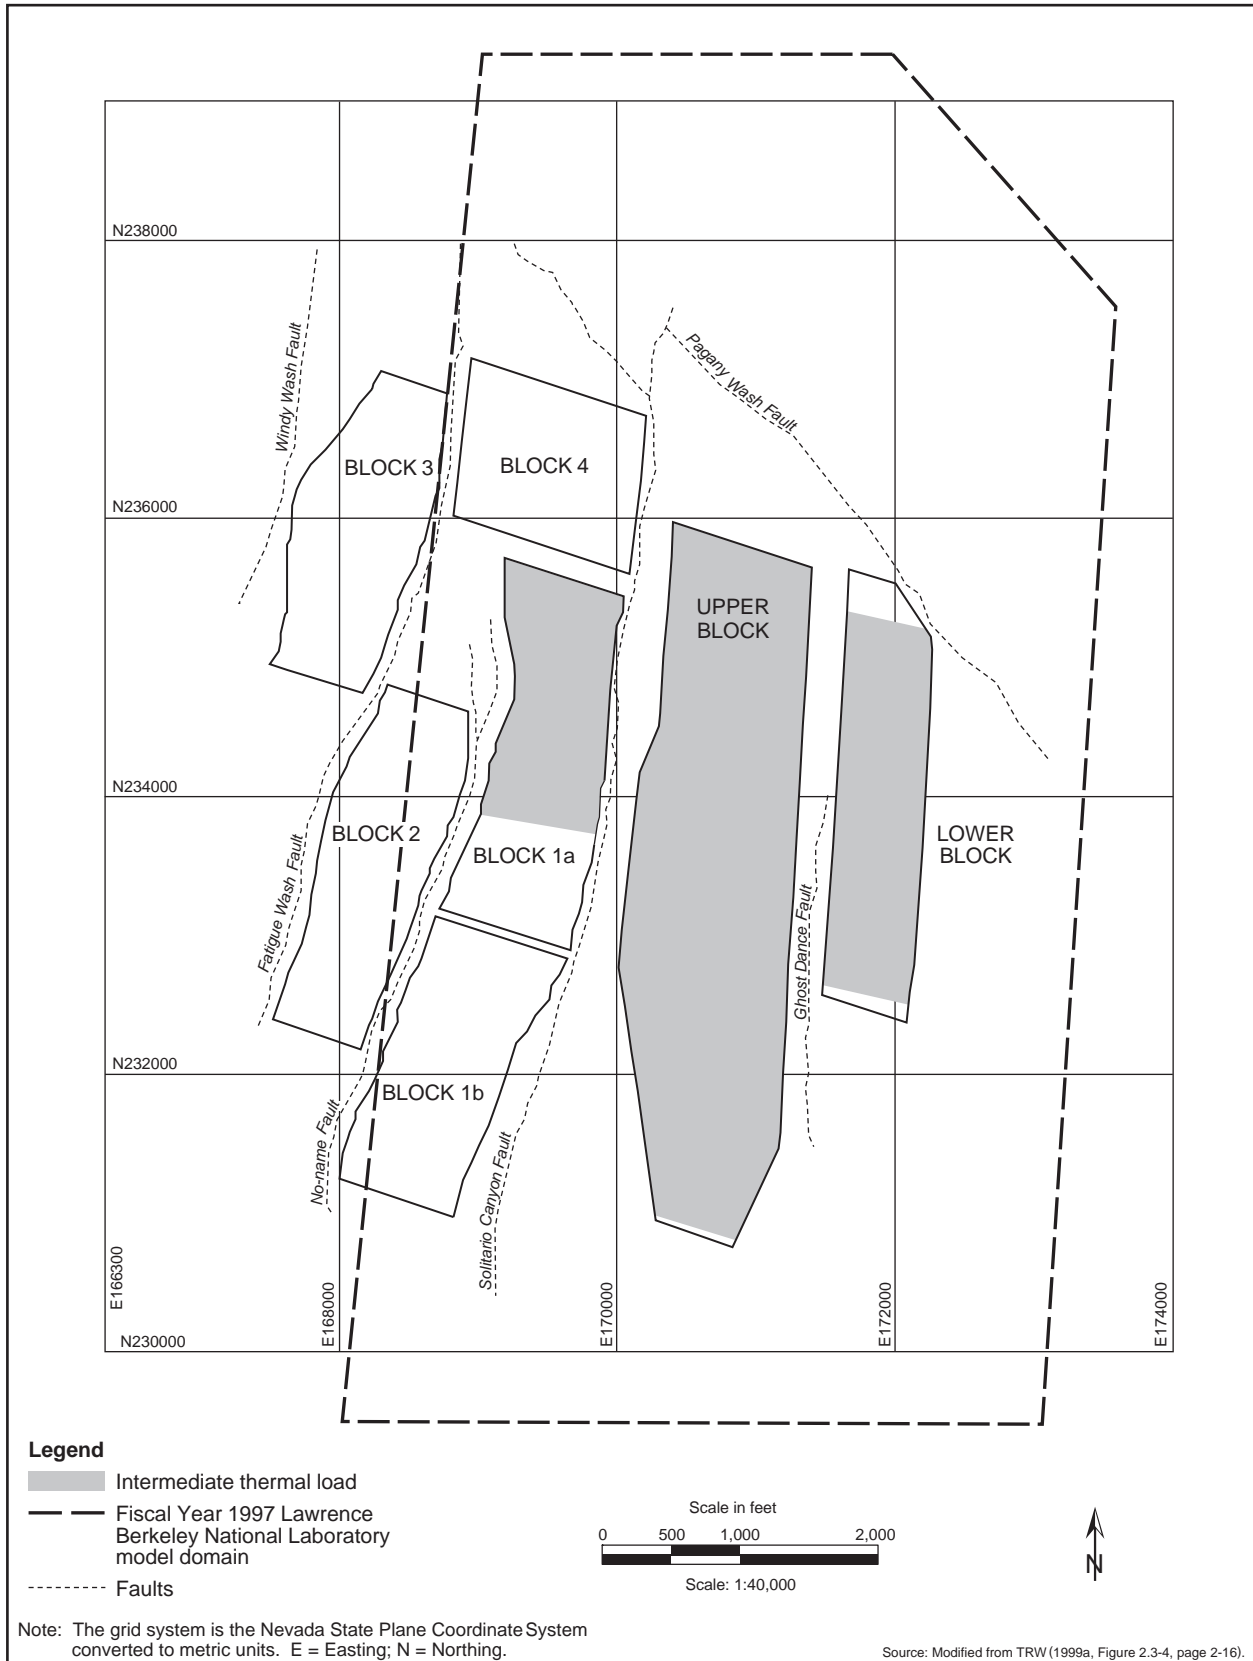 N238000
Windy Wash Fault
Pagany Wash Fault
BLOCK 3
BLOCK 4
N236000
UPPER
BLOCK
N234000
BLOCK 2
BLOCK 1a
LOWER
BLOCK
Fatigue Wash Fault
Ghost Dance Fault
N232000
BLOCK 1b
No-name Fault
Solitario Canyon Fault
E166300
E168000
E170000
E172000
E174000
N230000
Legend
Intermediate thermal load
Fiscal Year 1997 Lawrence
Berkeley National Laboratory
model domain
Faults
Scale in feet
0 500 1,000 2,000
Scale: 1:40,000
N
Note: The grid system is the Nevada State Plane Coordinate System
converted to metric units. E = Easting; N = Northing.
Source: Modified from TRW (1999a, Figure 2.3-4, page 2-16).